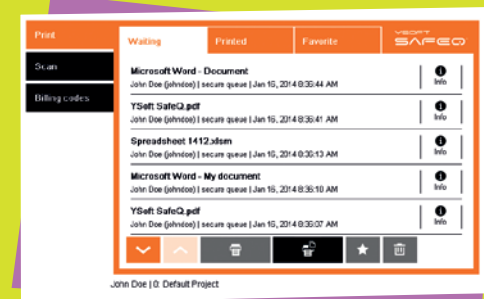 Print
Scan
Billing codes
Waiting
Printed
Favorite
YSOFT
SAFEQ
Microsoft Word - Document
John Doe (johndoe) | secure queue | Jan 16, 2014 8:36:44 AM
Info
YSoft SafeQ.pdf
John Doe (johndoe) | secure queue | Jan 16, 2014 8:36:41 AM
Info
Spreadsheet 1412.xlsm
John Doe (johndoe) | secure queue | Jan 16, 2014 8:36:13 AM
Info
Microsoft Word - My document
John Doe (johndoe) | secure queue | Jan 16, 2014 8:36:10 AM
Info
YSoft SafeQ.pdf
John Doe (johndoe) | secure queue | Jan 16, 2014 8:36:07 AM
Info
John Doe | 0: Default Project